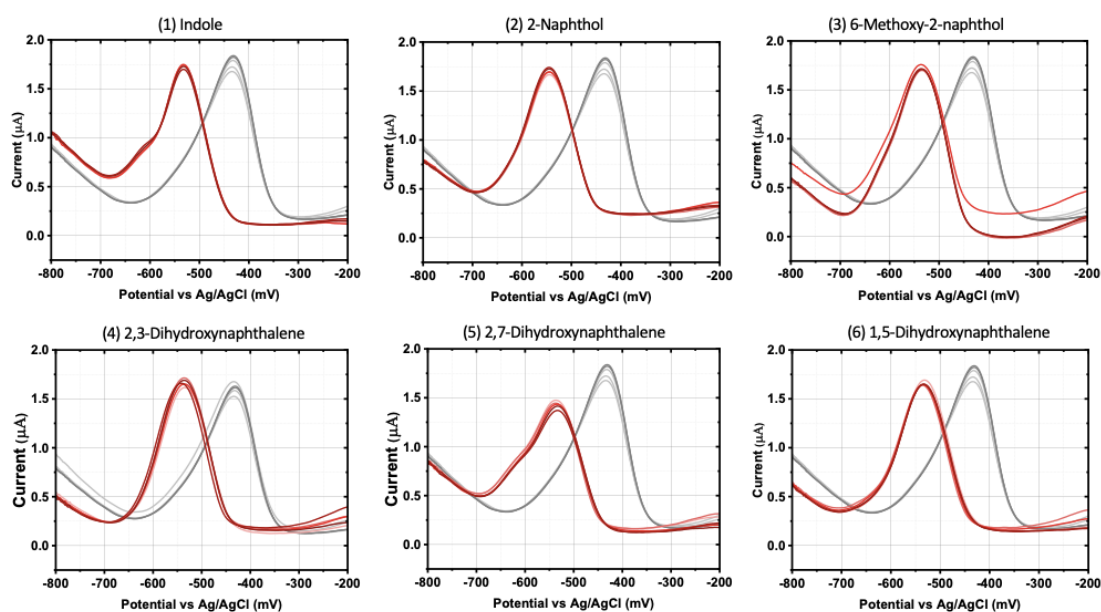 (1) Indole
(2) 2-Naphthol
(3) 6-Methoxy-2-naphthol
2.0
1.5
1.0
0.5
0.0
Current (μA)
-800 -700 -600 -500 -400 -300 -200
Potential vs Ag/AgCl (mV)
2.0
1.5
1.0
0.5
0.0
Current (μA)
-800 -700 -600 -500 -400 -300 -200
Potential vs Ag/AgCl (mV)
2.0
1.5
1.0
0.5
0.0
Current (μA)
-800 -700 -600 -500 -400 -300 -200
Potential vs Ag/AgCl (mV)
(4) 2,3-Dihydroxynaphthalene
(5) 2,7-Dihydroxynaphthalene
(6) 1,5-Dihydroxynaphthalene
2.0
1.5
1.0
0.5
0.0
Current (μA)
-800 -700 -600 -500 -400 -300 -200
Potential vs Ag/AgCl (mV)
2.0
1.5
1.0
0.5
0.0
Current (μA)
-800 -700 -600 -500 -400 -300 -200
Potential vs Ag/AgCl (mV)
2.0
1.5
1.0
0.5
0.0
Current (μA)
-800 -700 -600 -500 -400 -300 -200
Potential vs Ag/AgCl (mV)